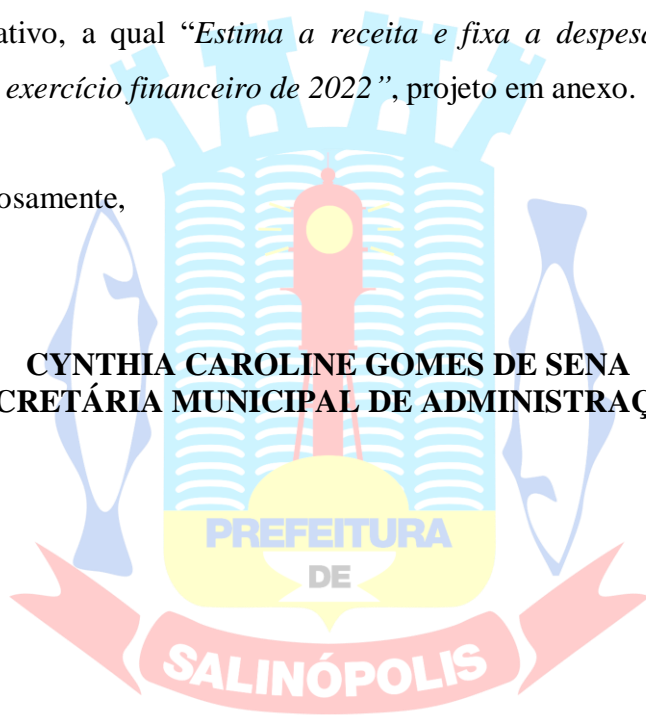 ativo, a qual “Estima a receita e fixa a despesa
exercício financeiro de 2022”, projeto em anexo.
osamente,
CYNTHIA CAROLINE GOMES DE SENA
CRETÁRIA MUNICIPAL DE ADMINISTRAÇ
PREFEITURA
DE
SALINÓPOLIS